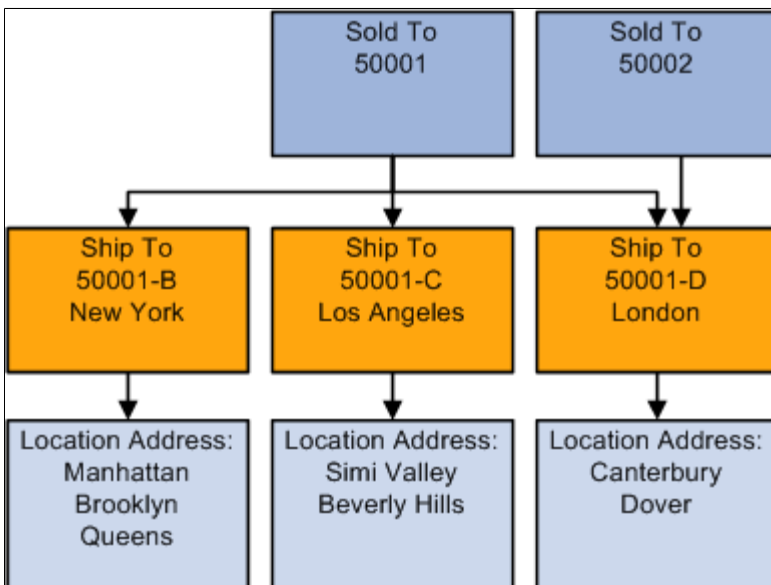 Sold To
50001
Sold To
50002
Ship To
50001-B
New York
Ship To
50001-C
Los Angeles
Ship To
50001-D
London
Location Address:
Manhattan
Brooklyn
Queens
Location Address:
Simi Valley
Beverly Hills
Location Address:
Canterbury
Dover